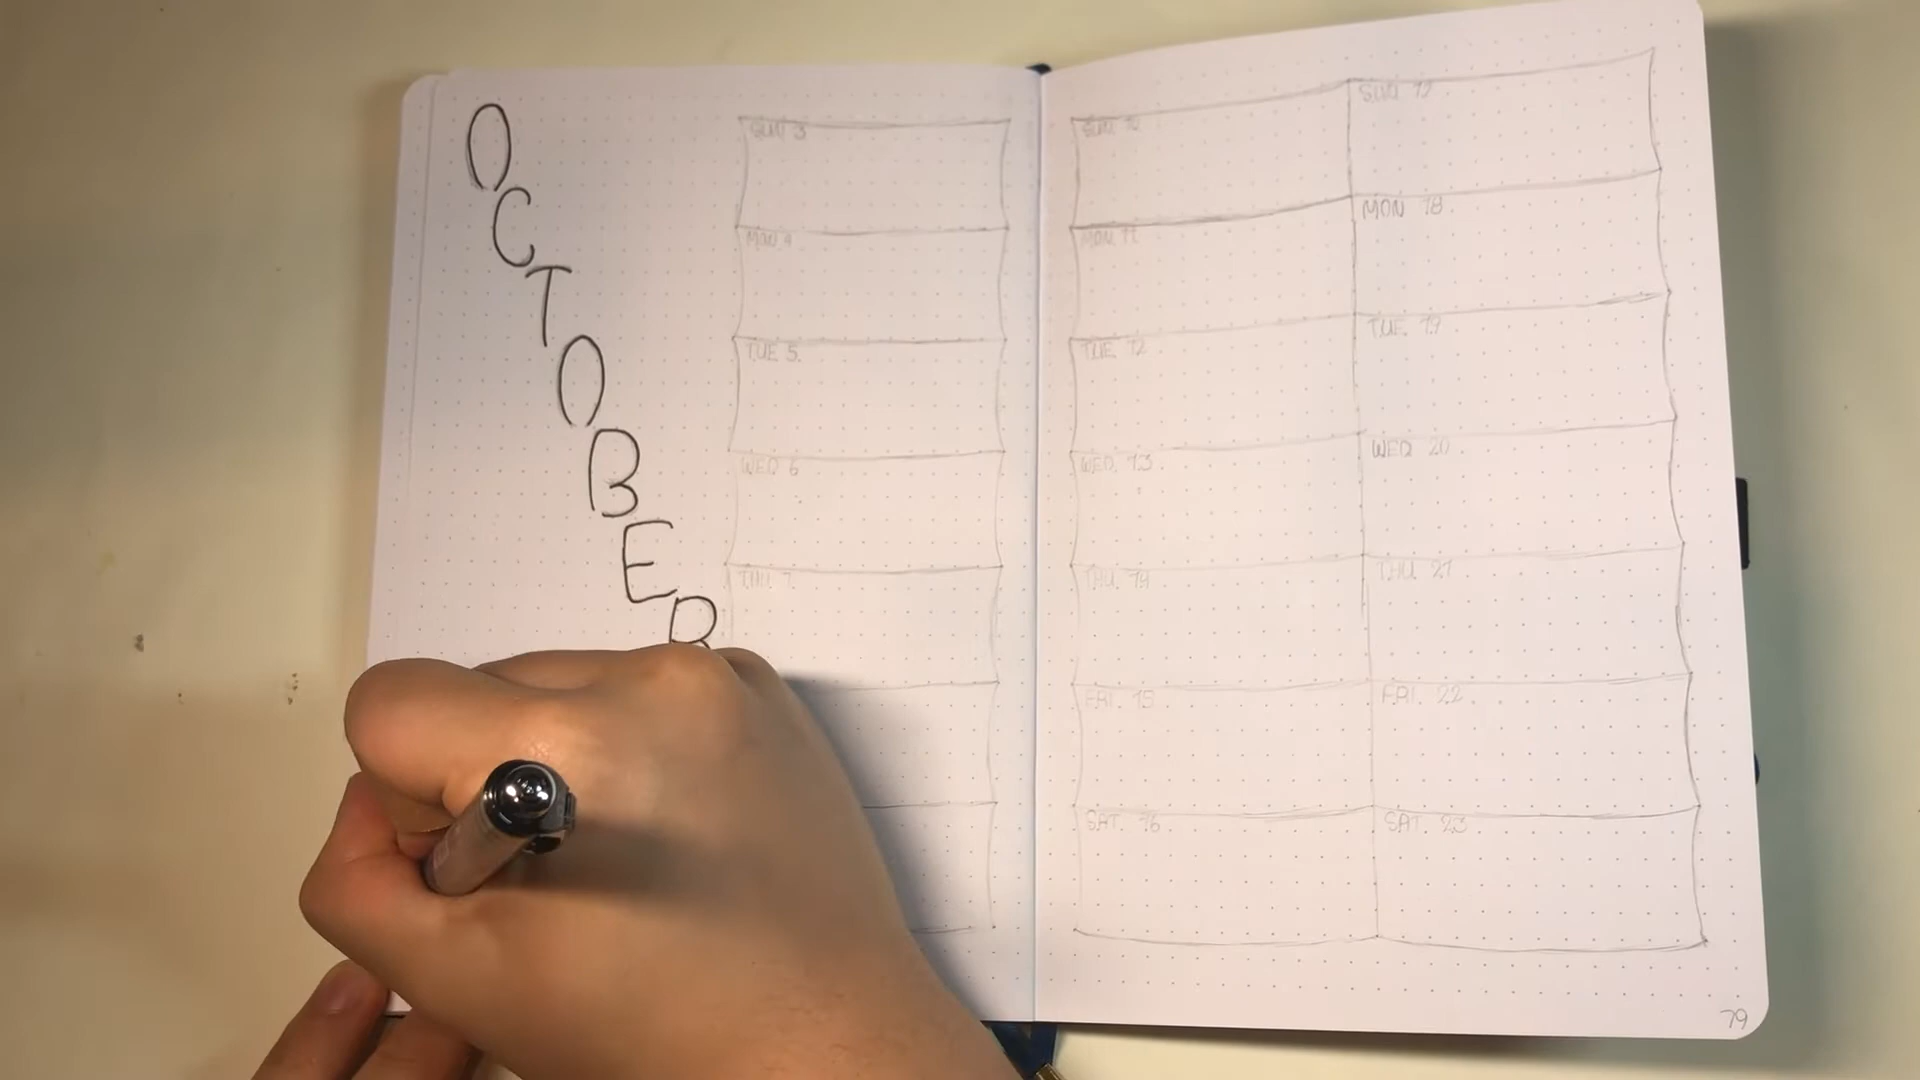 OCTOBER
SUN 3
MON 4
TUE 5.
WED 6
THU 7.
SUN 10
MON 11
TUE 12
WED. 13
THU. 14
FRI. 15
SAT. 16
SUN 17
MON 18.
TUE. 19
WED 20
THU 21
FRI. 22
SAT. 23
79